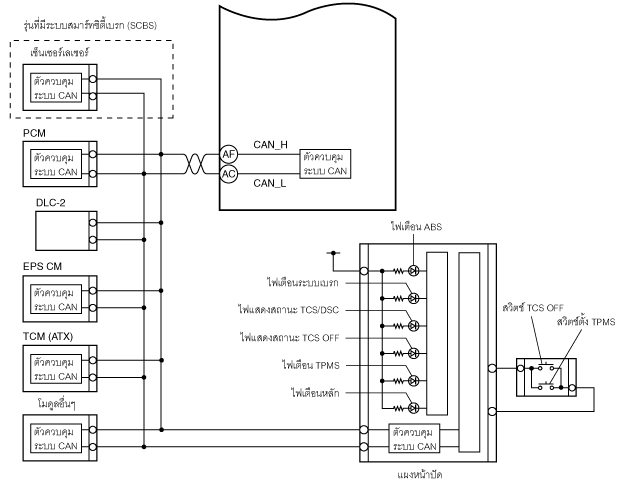 รุ่นที่มีระบบสมาร์ทซิตี้เบรก (SCBS)
เซ็นเซอร์เลเซอร์
ตัวควบคุม
ระบบ CAN
PCM
ตัวควบคุม
ระบบ CAN
AF
CAN_H
AC
CAN_L
ตัวควบคุม
ระบบ CAN
DLC-2
EPS CM
ตัวควบคุม
ระบบ CAN
TCM (ATX)
ตัวควบคุม
ระบบ CAN
โมดูลอื่นๆ
ตัวควบคุม
ระบบ CAN
ไฟเตือน ABS
ไฟเตือนระบบเบรก
ไฟแสดงสถานะ TCS/DSC
ไฟแสดงสถานะ TCS OFF
ไฟเตือน TPMS
ไฟเตือนหลัก
ตัวควบคุม
ระบบ CAN
แผงหน้าปัด
สวิตช์ TCS OFF
สวิตช์ตั้ง TPMS